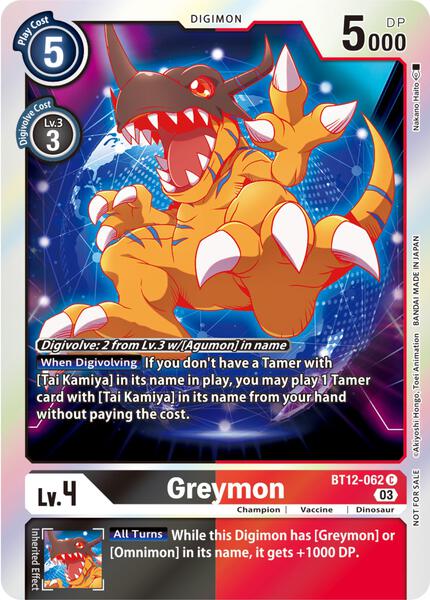 DIGIMON
Play Cost
5
DP
5000
Digivolve Cost
Lv.3
3
Nakano Haito
Digivolve: 2 from Lv.3 w/[Agumon] in name
When Digivolving If you don't have a Tamer with
[Tai Kamiya] in its name in play, you may play 1 Tamer
card with [Tai Kamiya] in its name from your hand
without paying the cost.
©Akiyoshi Hongo, Toei Animation BANDAI MADE IN JAPAN
NOT FOR SALE
Lv.4
Greymon
BT12-062 C
03
Champion Vaccine Dinosaur
Inherited Effect
All Turns While this Digimon has [Greymon] or
[Omnimon] in its name, it gets +1000 DP.